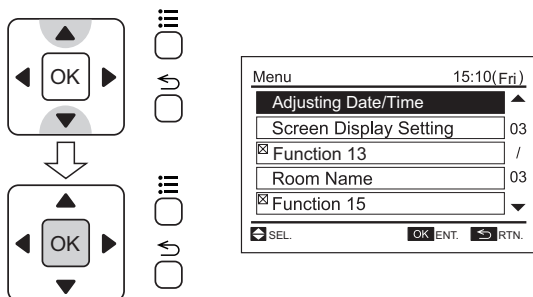 OK
OK
Menu 15:10(Fri)
Adjusting Date/Time
Screen Display Setting 03
Function 13 /
Room Name 03
Function 15
SEL. OK ENT. RTN.